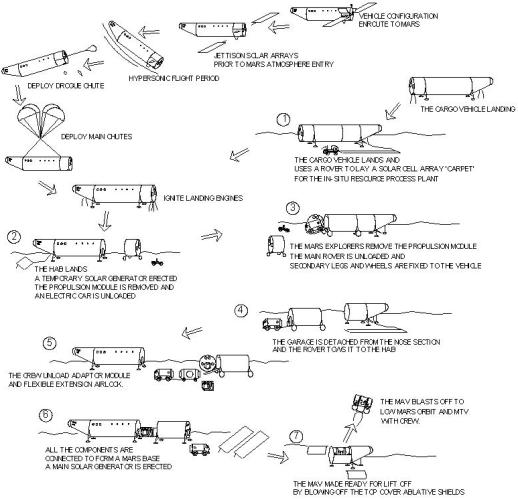 VEHICLE CONFIGURATION
ENROUTE TO MARS
JETTISON SOLAR ARRAYS
PRIOR TO MARS ATMOSPHERE ENTRY
HYPERSONIC FLIGHT PERIOD
DEPLOY DROGUE CHUTE
THE CARGO VEHICLE LANDING
DEPLOY MAIN CHUTES
1
THE CARGO VEHICLE LANDS AND
USES A ROVER TO LAY A SOLAR CELL ARRAY 'CARPET'
FOR THE IN-SITU RESOURCE PROCESS PLANT
IGNITE LANDING ENGINES
2
THE HAB LANDS
A TEMPORARY SOLAR GENERATOR ERECTED
THE PROPULSION MODULE IS REMOVED AND
AN ELECTRIC CAR IS UNLOADED
3
THE MARS EXPLORERS REMOVE THE PROPULSION MODULE
THE MAIN ROVER IS UNLOADED AND
SECONDARY LEGS AND WHEELS ARE FIXED TO THE VEHICLE
4
THE GARAGE IS DETACHED FROM THE NOSE SECTION
AND THE ROVER TOWS IT TO THE HAB
5
THE CREW UNLOAD ADAPTOR MODULE
AND FLEXIBLE EXTENSION AIRLOCK.
6
ALL THE COMPONENTS ARE
CONNECTED TO FORM A MARS BASE
A MAIN SOLAR GENERATOR IS ERECTED
7
THE MAV BLASTS OFF TO
LOW MARS ORBIT AND MTV
WITH CREW.
THE MAV MADE READY FOR LIFT OFF
BY BLOWING OFF THE TOP COVER ABLATIVE SHIELDS